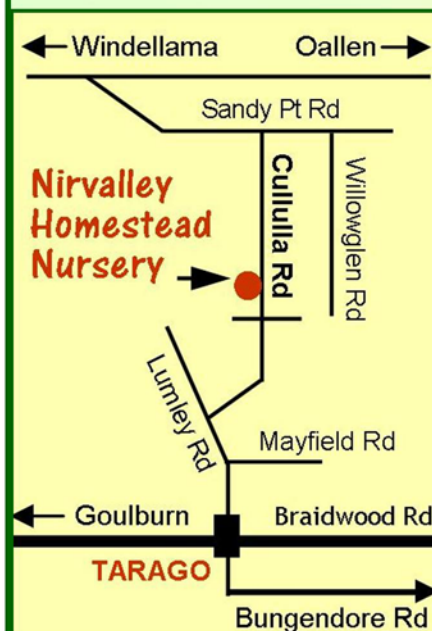 Windellama Oallen
Sandy Pt Rd
Nirvalley
Homestead
Nursery
Cullulla Rd
Willowglen Rd
Lumley Rd
Mayfield Rd
Goulburn Braidwood Rd
TARAGO
Bungendore Rd